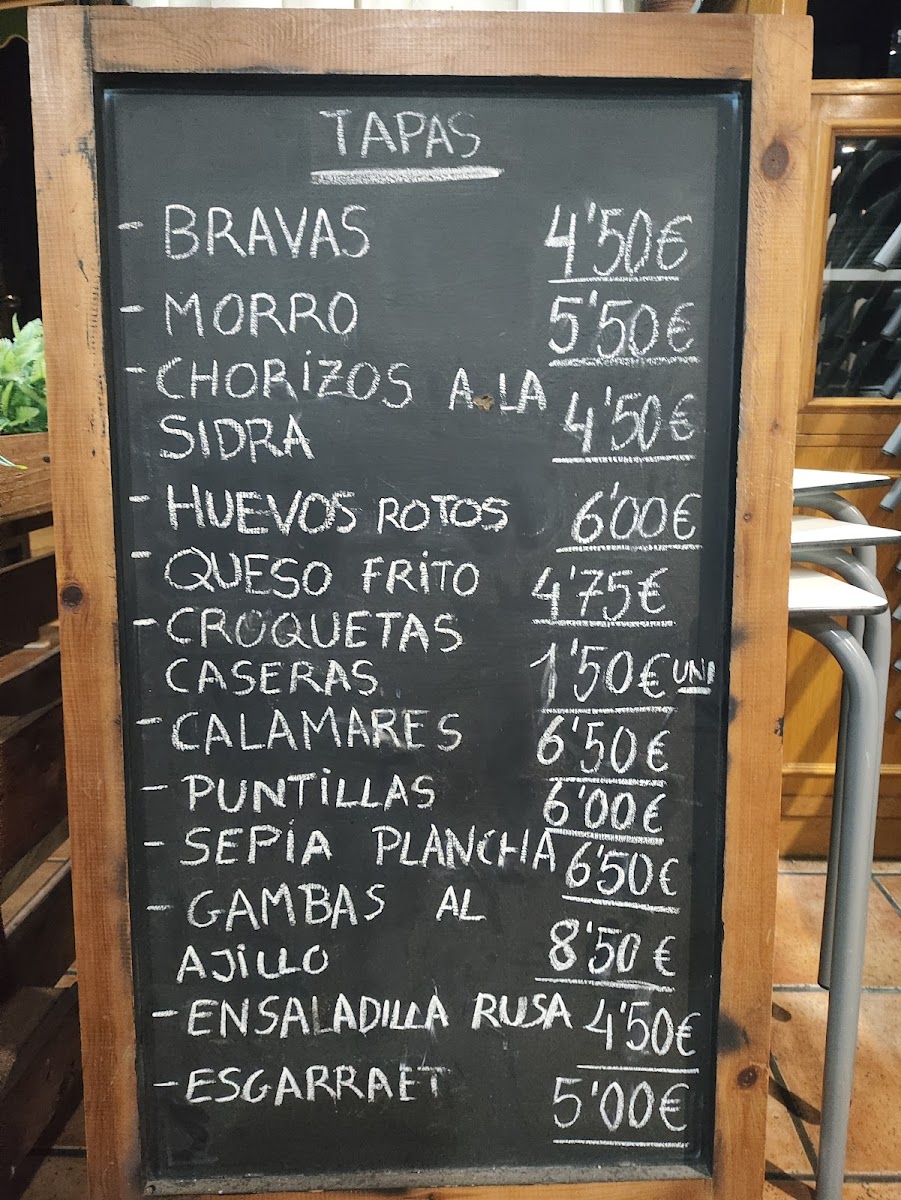 TAPAS
- BRAVAS 4'50€
- MORRO 5'50€
- CHORIZOS A LA
SIDRA 4'50€
- HUEVOS ROTOS 6'00€
- QUESO FRITO 4'75€
- CROQUETAS
CASERAS 1'50€ UNI
- CALAMARES 6'50€
- PUNTILLAS 6'00€
- SEPIA PLANCHA 6'50€
- GAMBAS AL
AJILLO 8'50€
- ENSALADILLA RUSA 4'50€
- ESGARRAET 5'00€